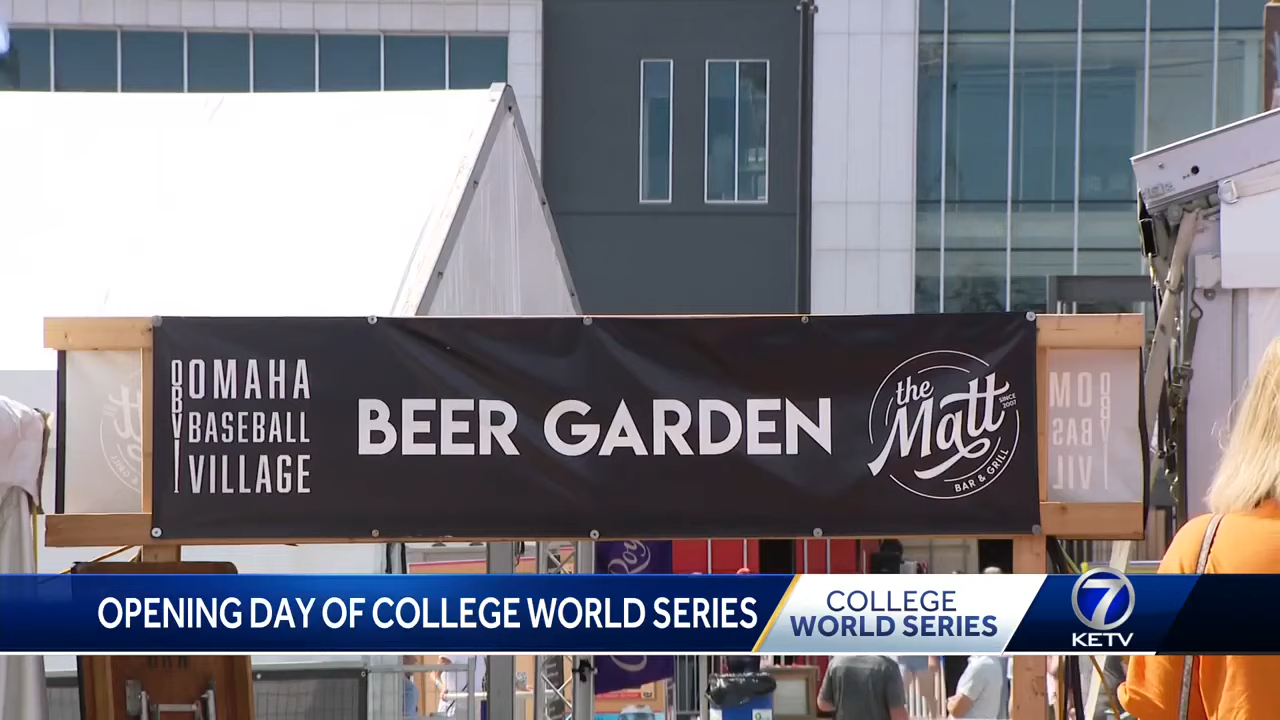 OBV
OMAHA
BASEBALL
VILLAGE
BEER GARDEN
the
Matt
SINCE
2007
BAR & GRILL
OPENING DAY OF COLLEGE WORLD SERIES
COLLEGE
WORLD SERIES
7
KETV